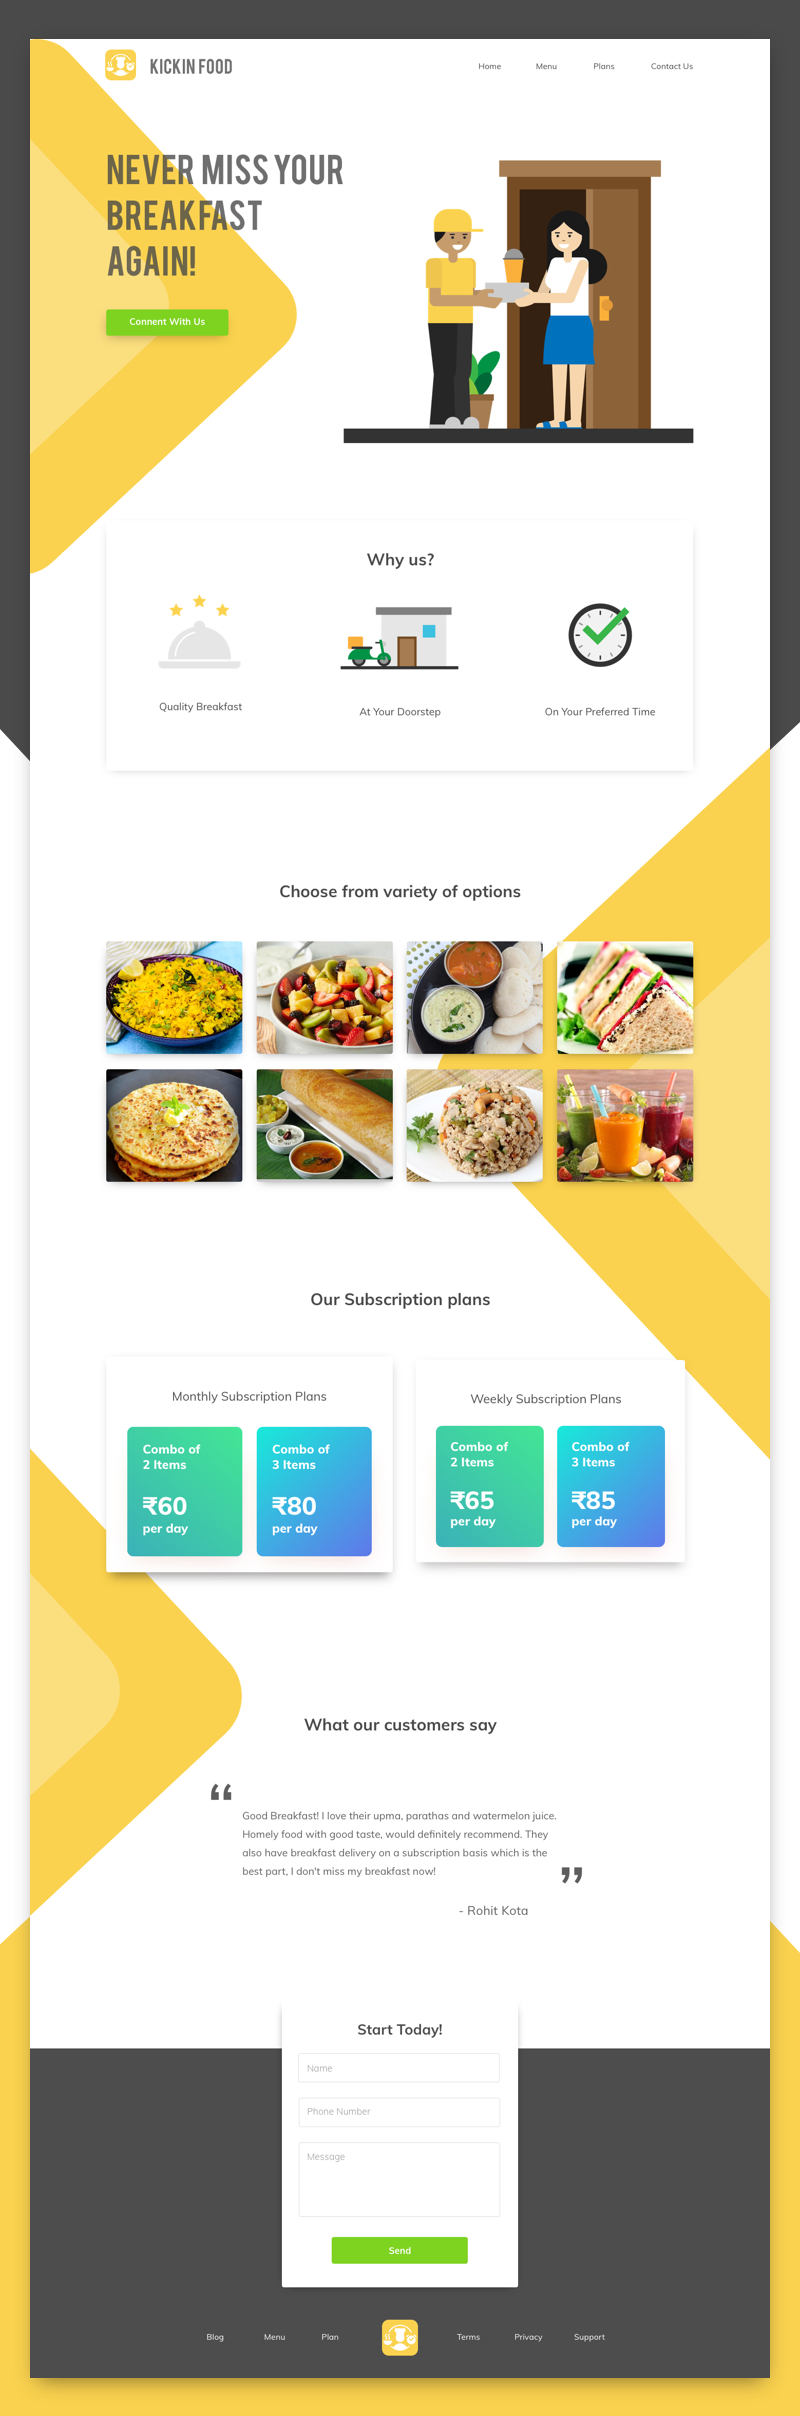 KICKIN FOOD
Home
Menu
Plans
Contact Us
NEVER MISS YOUR
BREAKFAST
AGAIN!
Connent With Us
Why us?
Quality Breakfast
At Your Doorstep
On Your Preferred Time
Choose from variety of options
Our Subscription plans
Monthly Subscription Plans
Combo of
2 Items
₹60
per day
Combo of
3 Items
₹80
per day
Weekly Subscription Plans
Combo of
2 Items
₹65
per day
Combo of
3 Items
₹85
per day
What our customers say
“
Good Breakfast! I love their upma, parathas and watermelon juice.
Homely food with good taste, would definitely recommend. They
also have breakfast delivery on a subscription basis which is the
best part, I don't miss my breakfast now!
”
- Rohit Kota
Start Today!
Name
Phone Number
Message
Send
Blog
Menu
Plan
Terms
Privacy
Support